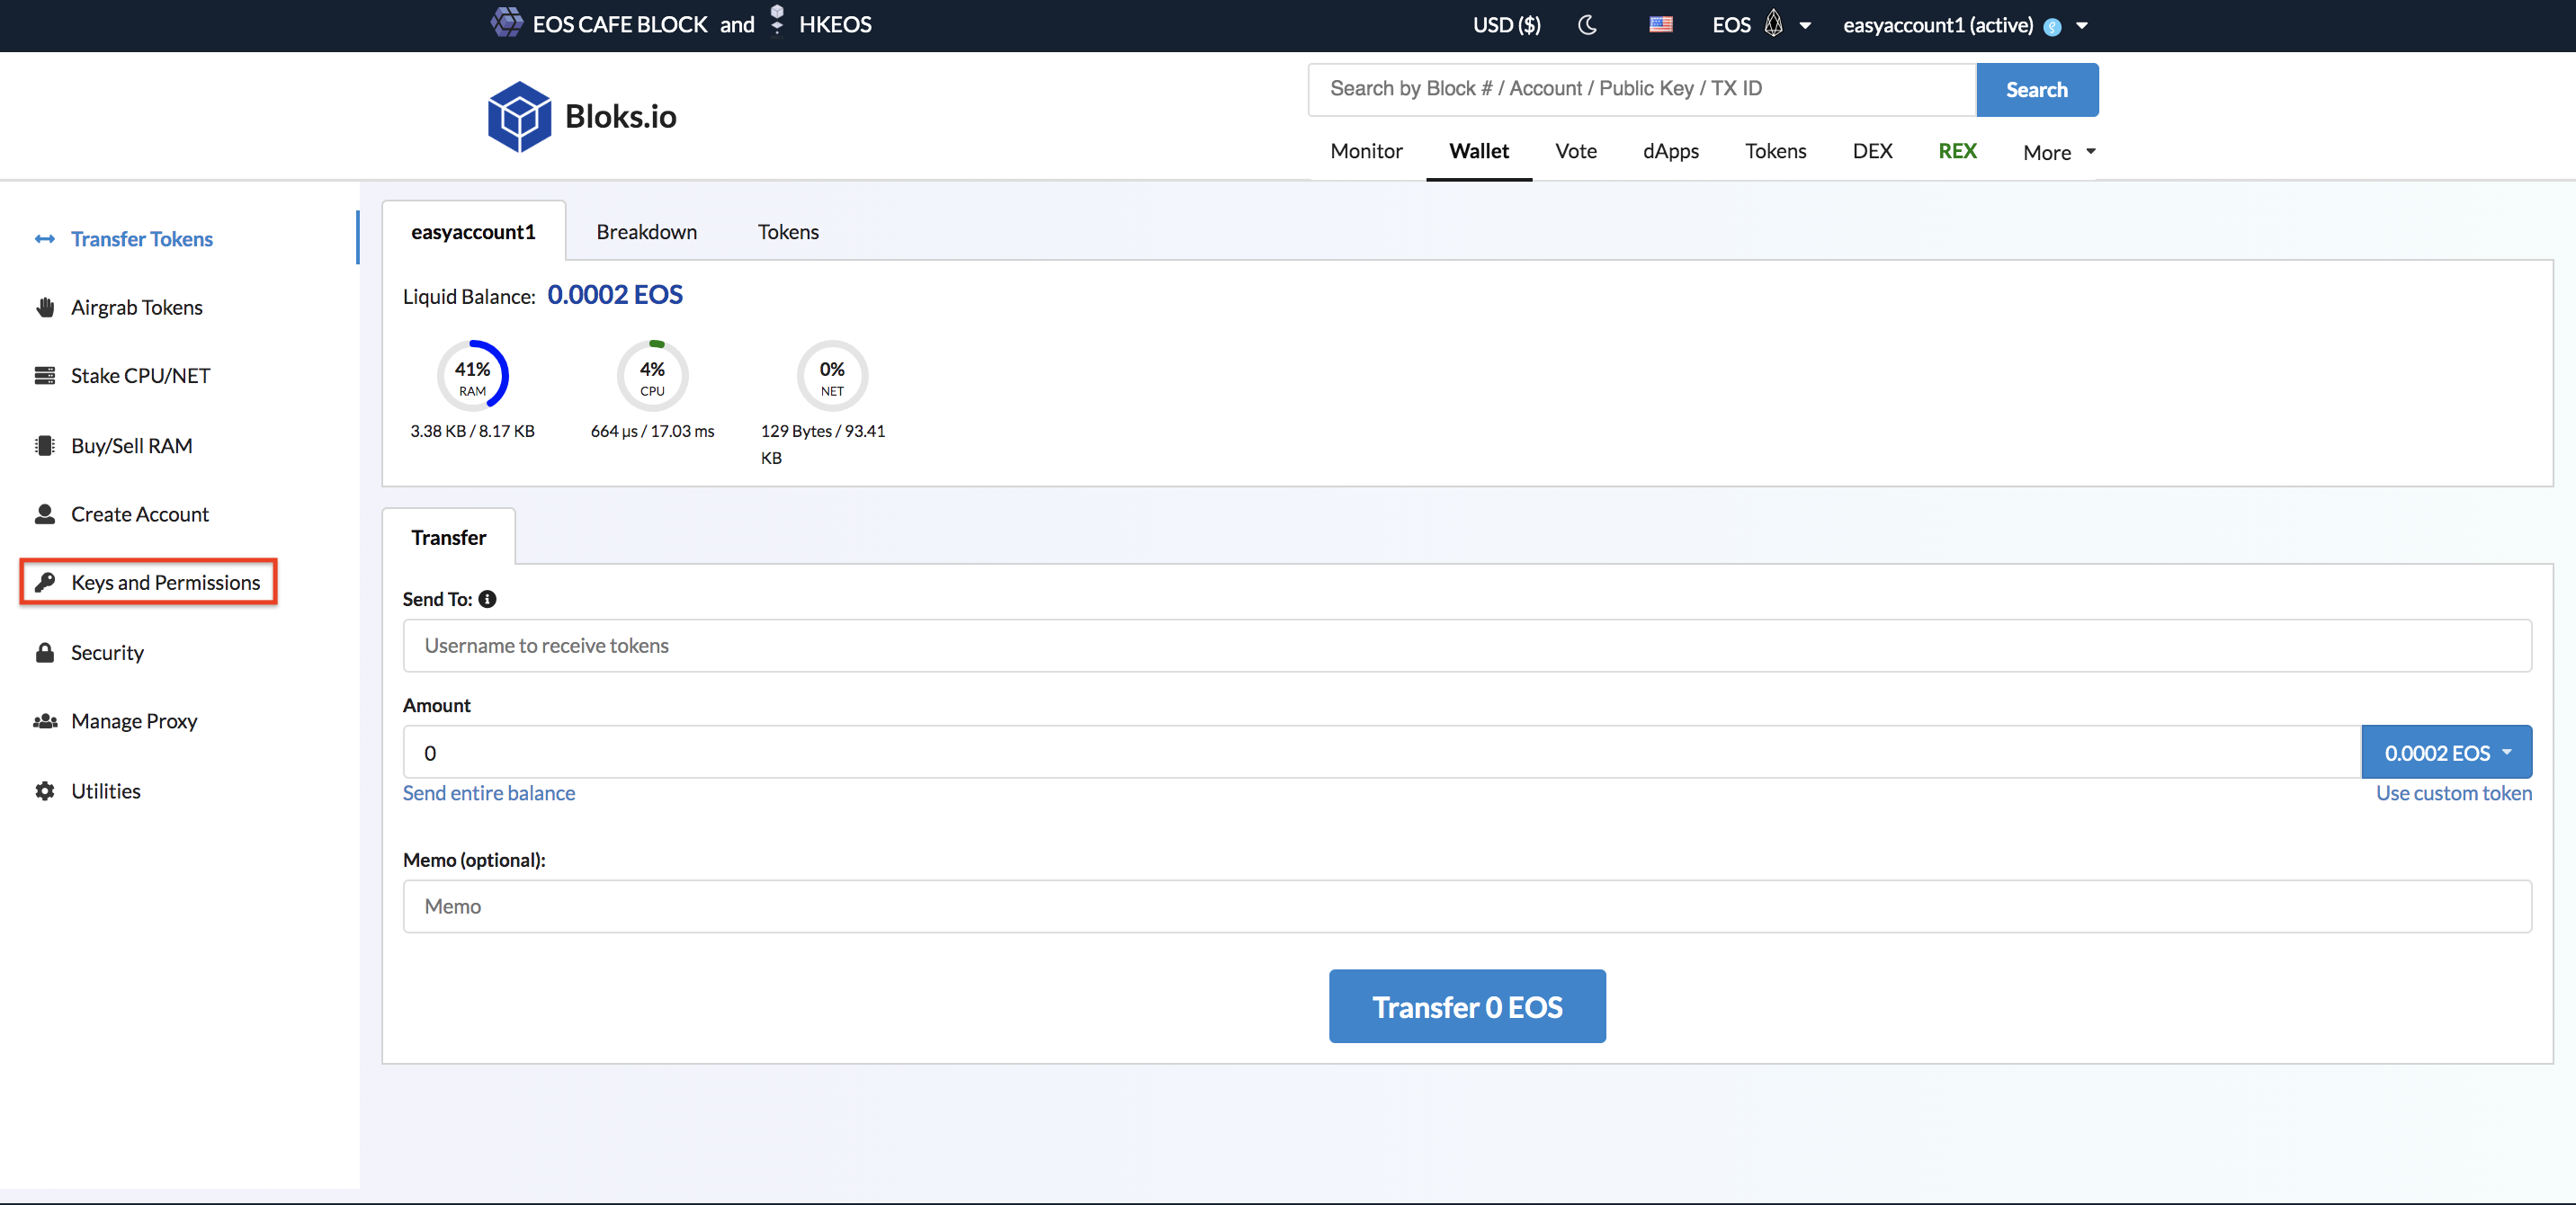 EOS CAFE BLOCK and HKEOS
USD ($) EOS easyaccount1 (active)
Bloks.io
Search by Block # / Account / Public Key / TX ID Search
Monitor Wallet Vote dApps Tokens DEX REX More
Transfer Tokens
Airgrab Tokens
Stake CPU/NET
Buy/Sell RAM
Create Account
Keys and Permissions
Security
Manage Proxy
Utilities
easyaccount1 Breakdown Tokens
Liquid Balance: 0.0002 EOS
41% 4% 0%
RAM CPU NET
3.38 KB / 8.17 KB 664 µs / 17.03 ms 129 Bytes / 93.41
KB
Transfer
Send To:
Username to receive tokens
Amount
0 0.0002 EOS
Send entire balance Use custom token
Memo (optional):
Memo
Transfer 0 EOS